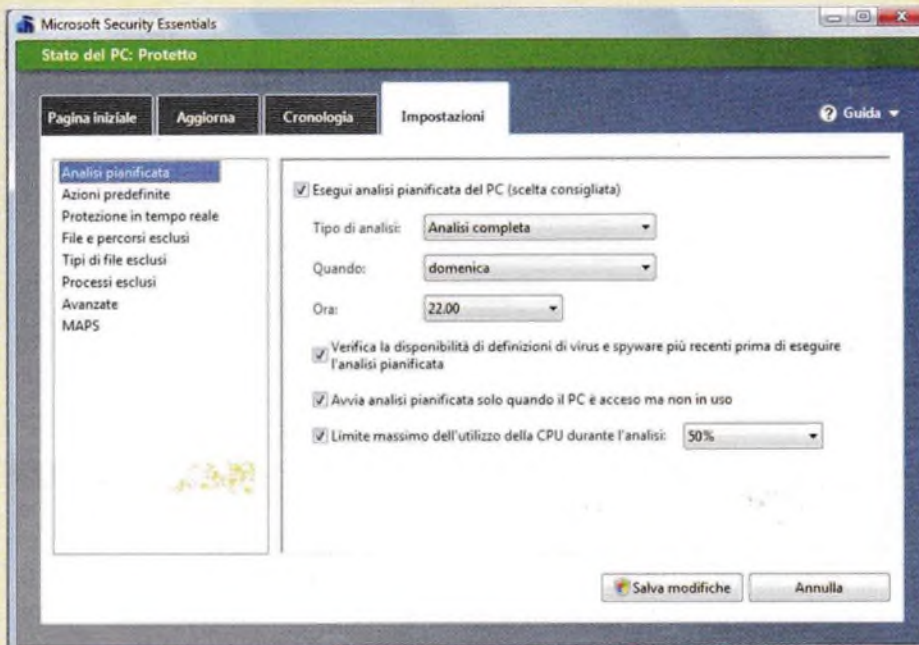 Microsoft Security Essentials
Stato del PC: Protetto
Pagina iniziale
Aggiorna
Cronologia
Impostazioni
Guida
Analisi pianificata
Azioni predefinite
Protezione in tempo reale
File e percorsi esclusi
Tipi di file esclusi
Processi esclusi
Avanzate
MAPS
Esegui analisi pianificata del PC (scelta consigliata)
Tipo di analisi: Analisi completa
Quando: domenica
Ora: 22.00
Verifica la disponibilità di definizioni di virus e spyware più recenti prima di eseguire
l'analisi pianificata
Avvia analisi pianificata solo quando il PC è acceso ma non in uso
Limite massimo dell'utilizzo della CPU durante l'analisi: 50%
Salva modifiche
Annulla